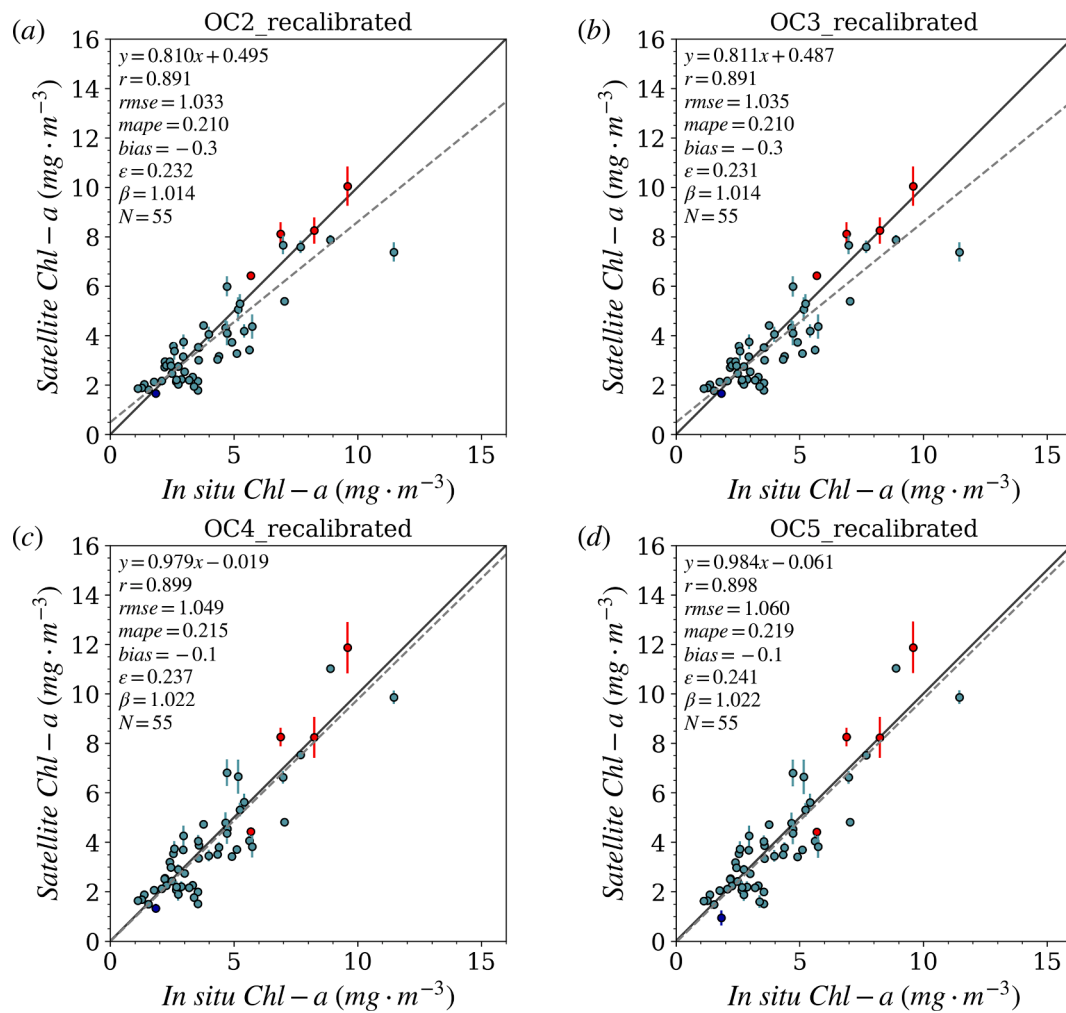 (a)
OC2_recalibrated
y = 0.810x + 0.495
r = 0.891
rmse = 1.033
mape = 0.210
bias = −0.3
ε = 0.232
β = 1.014
N = 55
16
14
12
10
8
6
4
2
0
Satellite Chl − a (mg · m⁻³)
0 5 10 15
In situ Chl − a (mg · m⁻³)
(b)
OC3_recalibrated
y = 0.811x + 0.487
r = 0.891
rmse = 1.035
mape = 0.210
bias = −0.3
ε = 0.231
β = 1.014
N = 55
16
14
12
10
8
6
4
2
0
Satellite Chl − a (mg · m⁻³)
0 5 10 15
In situ Chl − a (mg · m⁻³)
(c)
OC4_recalibrated
y = 0.979x − 0.019
r = 0.899
rmse = 1.049
mape = 0.215
bias = −0.1
ε = 0.237
β = 1.022
N = 55
16
14
12
10
8
6
4
2
0
Satellite Chl − a (mg · m⁻³)
0 5 10 15
In situ Chl − a (mg · m⁻³)
(d)
OC5_recalibrated
y = 0.984x − 0.061
r = 0.898
rmse = 1.060
mape = 0.219
bias = −0.1
ε = 0.241
β = 1.022
N = 55
16
14
12
10
8
6
4
2
0
Satellite Chl − a (mg · m⁻³)
0 5 10 15
In situ Chl − a (mg · m⁻³)